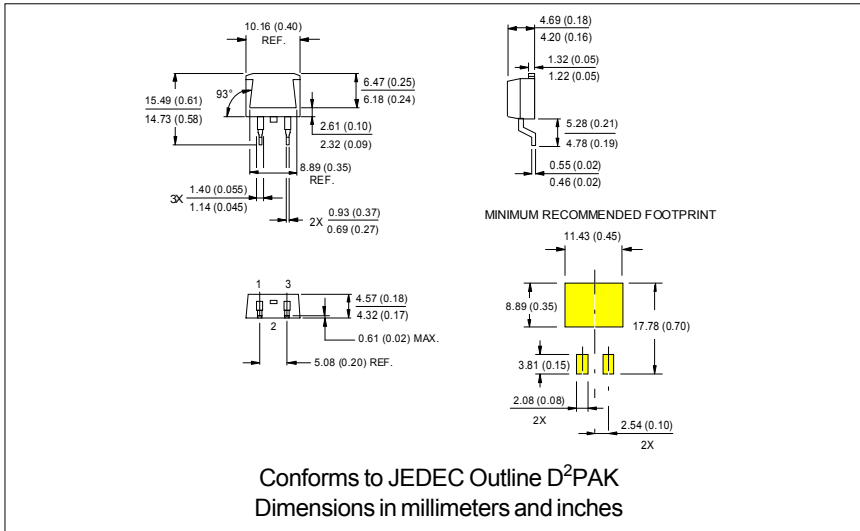 10.16 (0.40)
REF.
4.69 (0.18)
4.20 (0.16)
1.32 (0.05)
1.22 (0.05)
6.47 (0.25)
6.18 (0.24)
93°
15.49 (0.61)
14.73 (0.58)
2.61 (0.10)
2.32 (0.09)
5.28 (0.21)
4.78 (0.19)
8.89 (0.35)
REF.
0.55 (0.02)
0.46 (0.02)
3X
1.40 (0.055)
1.14 (0.045)
2X
0.93 (0.37)
0.69 (0.27)
MINIMUM RECOMMENDED FOOTPRINT
11.43 (0.45)
1 3
2
4.57 (0.18)
4.32 (0.17)
0.61 (0.02) MAX.
5.08 (0.20) REF.
8.89 (0.35)
17.78 (0.70)
3.81 (0.15)
2.08 (0.08)
2X
2.54 (0.10)
2X
Conforms to JEDEC Outline D²PAK
Dimensions in millimeters and inches